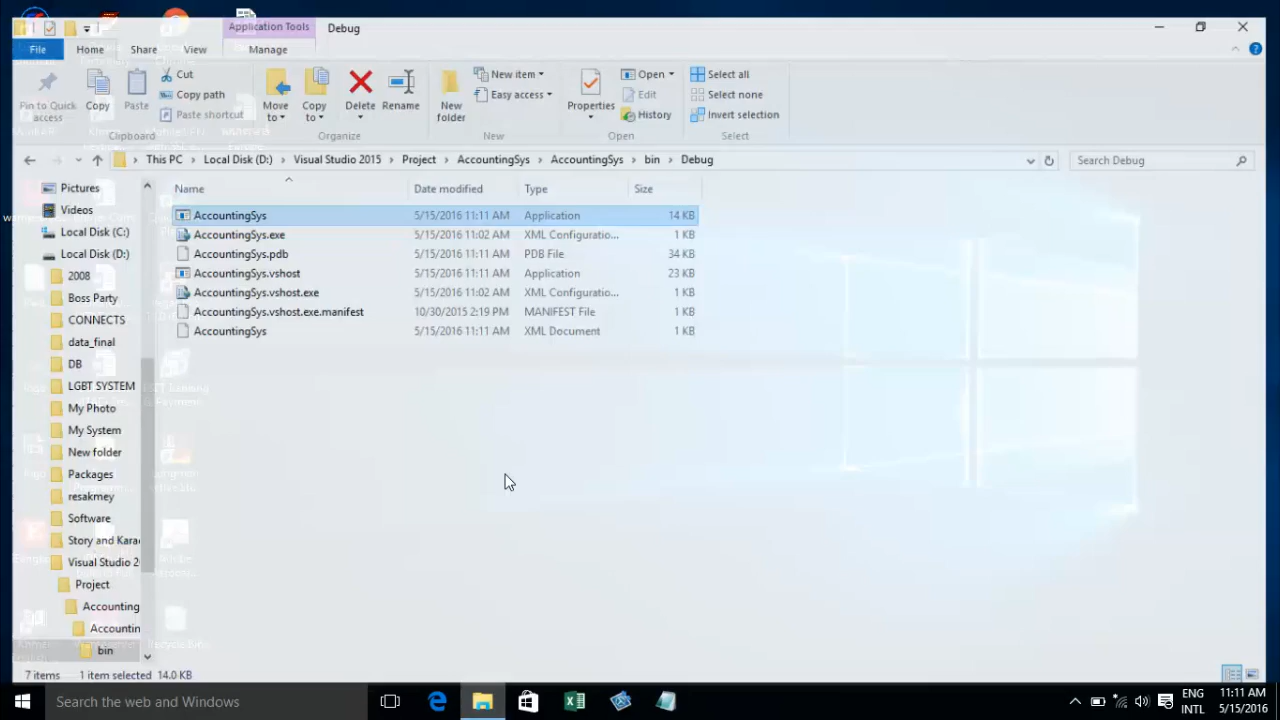 Application Tools
Debug
File
Home
Share
View
Manage
Pin to Quick access
Copy
Paste
Cut
Copy path
Paste shortcut
Clipboard
Move to
Copy to
Delete
Rename
Organize
New folder
New item
Easy access
New
Properties
Open
Edit
History
Open
Select all
Select none
Invert selection
Select
This PC
Local Disk (D:)
Visual Studio 2015
Project
AccountingSys
AccountingSys
bin
Debug
Search Debug
Pictures
Videos
Local Disk (C:)
Local Disk (D:)
2008
Boss Party
CONNECTS
data_final
DB
LGBT SYSTEM
My Photo
My System
New folder
Packages
resakmey
Software
Story and Kara
Visual Studio 2
Project
Accounting
Accountin
bin
Name Date modified Type Size
AccountingSys 5/15/2016 11:11 AM Application 14 KB
AccountingSys.exe 5/15/2016 11:02 AM XML Configuratio... 1 KB
AccountingSys.pdb 5/15/2016 11:11 AM PDB File 34 KB
AccountingSys.vshost 5/15/2016 11:11 AM Application 23 KB
AccountingSys.vshost.exe 5/15/2016 11:02 AM XML Configuratio... 1 KB
AccountingSys.vshost.exe.manifest 10/30/2015 2:19 PM MANIFEST File 1 KB
AccountingSys 5/15/2016 11:11 AM XML Document 1 KB
7 items 1 item selected 14.0 KB
Search the web and Windows
ENG
INTL
11:11 AM
5/15/2016